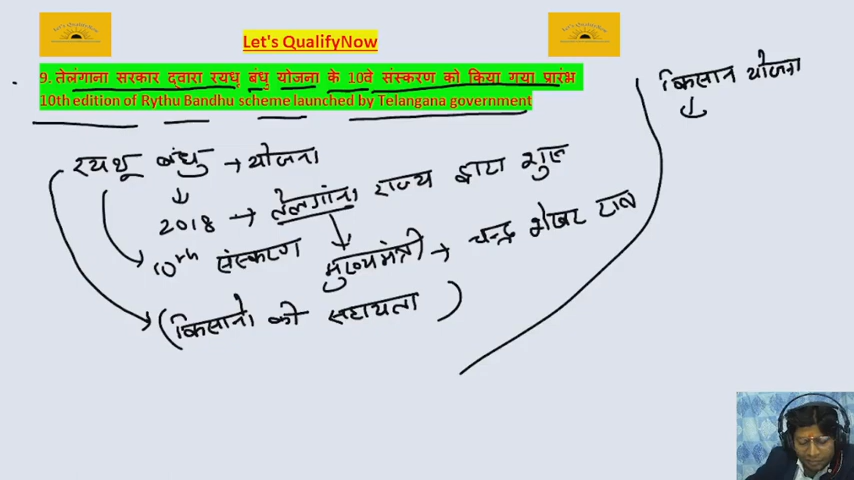 Let's QualifyNow
9. तेलंगाना सरकार द्वारा रयधु बंधु योजना के 10वे संस्करण को किया गया प्रारंभ
10th edition of Rythu Bandhu scheme launched by Telangana government
रयथू बंधु → योजना
2018 → तेलंगांना राज्य द्वारा शुरू
10th संस्करण
मुख्यमंत्री → चन्द्र शेखर राव
(किसानो को सहायता)
किसान योजना